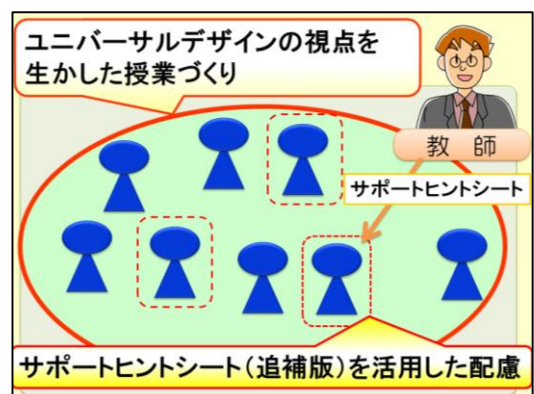 ユニバーサルデザインの視点を
生かした授業づくり
教 師
サポートヒントシート
サポートヒントシート(追補版)を活用した配慮